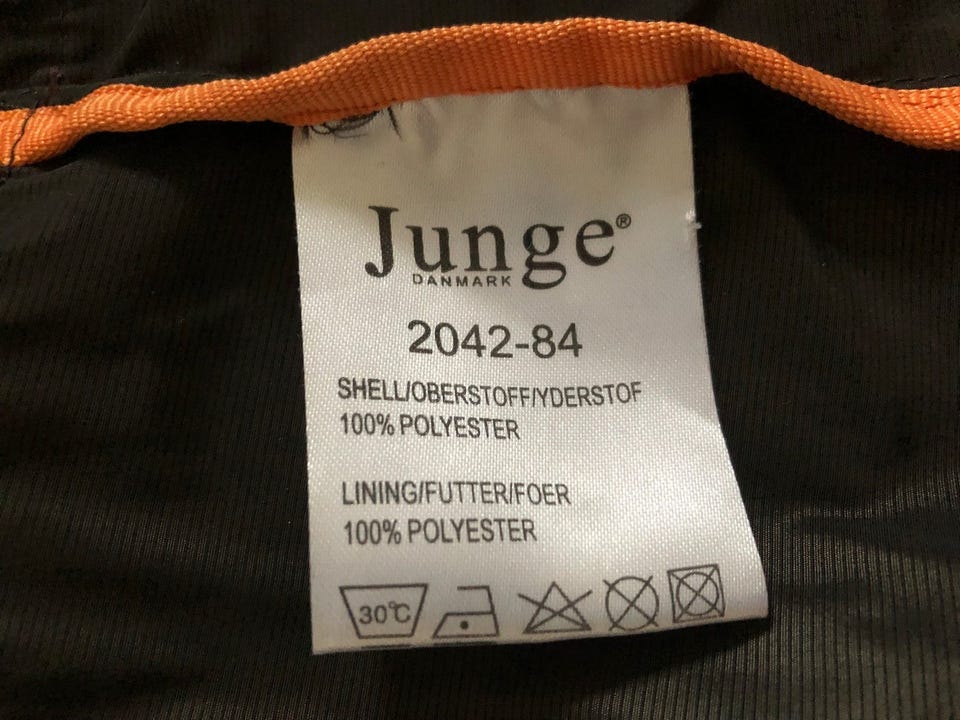 Junge®
DANMARK
2042-84
SHELL/OBERSTOFF/YDERSTOF
100% POLYESTER
LINING/FUTTER/FOER
100% POLYESTER
30°C